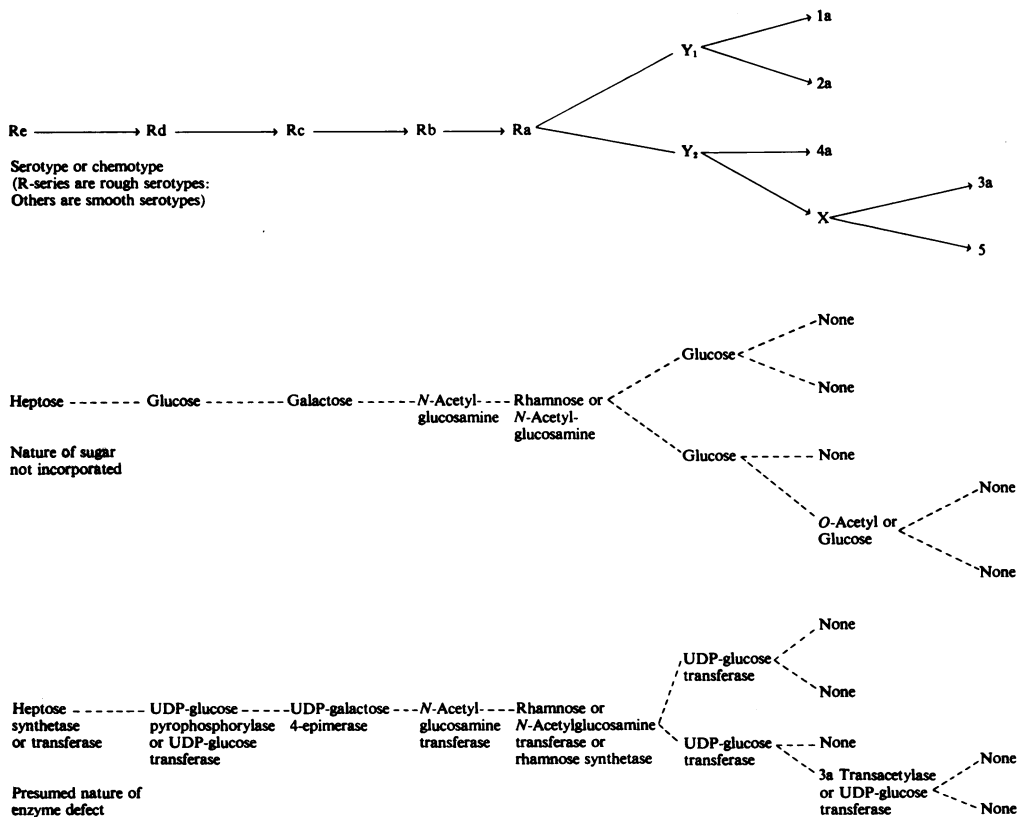 1a
Y₁
2a
Re Rd Rc Rb Ra
Y₂ 4a
Serotype or chemotype
(R-series are rough serotypes:
Others are smooth serotypes)
3a
X
5
None
Glucose
None
Heptose Glucose Galactose N-Acetyl- Rhamnose or
glucosamine N-Acetyl-
glucosamine
Nature of sugar
not incorporated
Glucose None
None
O-Acetyl or
Glucose
None
None
UDP-glucose
transferase
None
Heptose UDP-glucose UDP-galactose N-Acetyl Rhamnose or
synthetase pyrophosphorylase 4-epimerase glucosamine N-Acetylglucosamine
or transferase or UDP-glucose transferase transferase or
transferase rhamnose synthetase
UDP-glucose None
transferase
None
3a Transacetylase
or UDP-glucose
transferase
None
Presumed nature of
enzyme defect